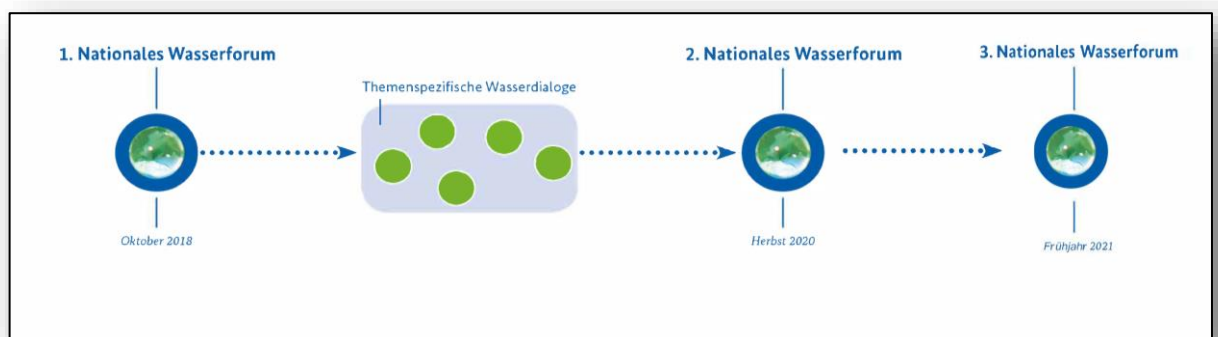 1. Nationales Wasserforum
Themenspezifische Wasserdialoge
2. Nationales Wasserforum
3. Nationales Wasserforum
Oktober 2018
Herbst 2020
Frühjahr 2021